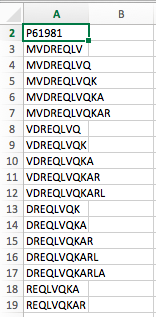 A B
2 P61981
3 MVDREQLV
4 MVDREQLVQ
5 MVDREQLVQK
6 MVDREQLVQKA
7 MVDREQLVQKAR
8 VDREQLVQ
9 VDREQLVQK
10 VDREQLVQKA
11 VDREQLVQKAR
12 VDREQLVQKARL
13 DREQLVQK
14 DREQLVQKA
15 DREQLVQKAR
16 DREQLVQKARL
17 DREQLVQKARLA
18 REQLVQKA
19 REQLVQKAR